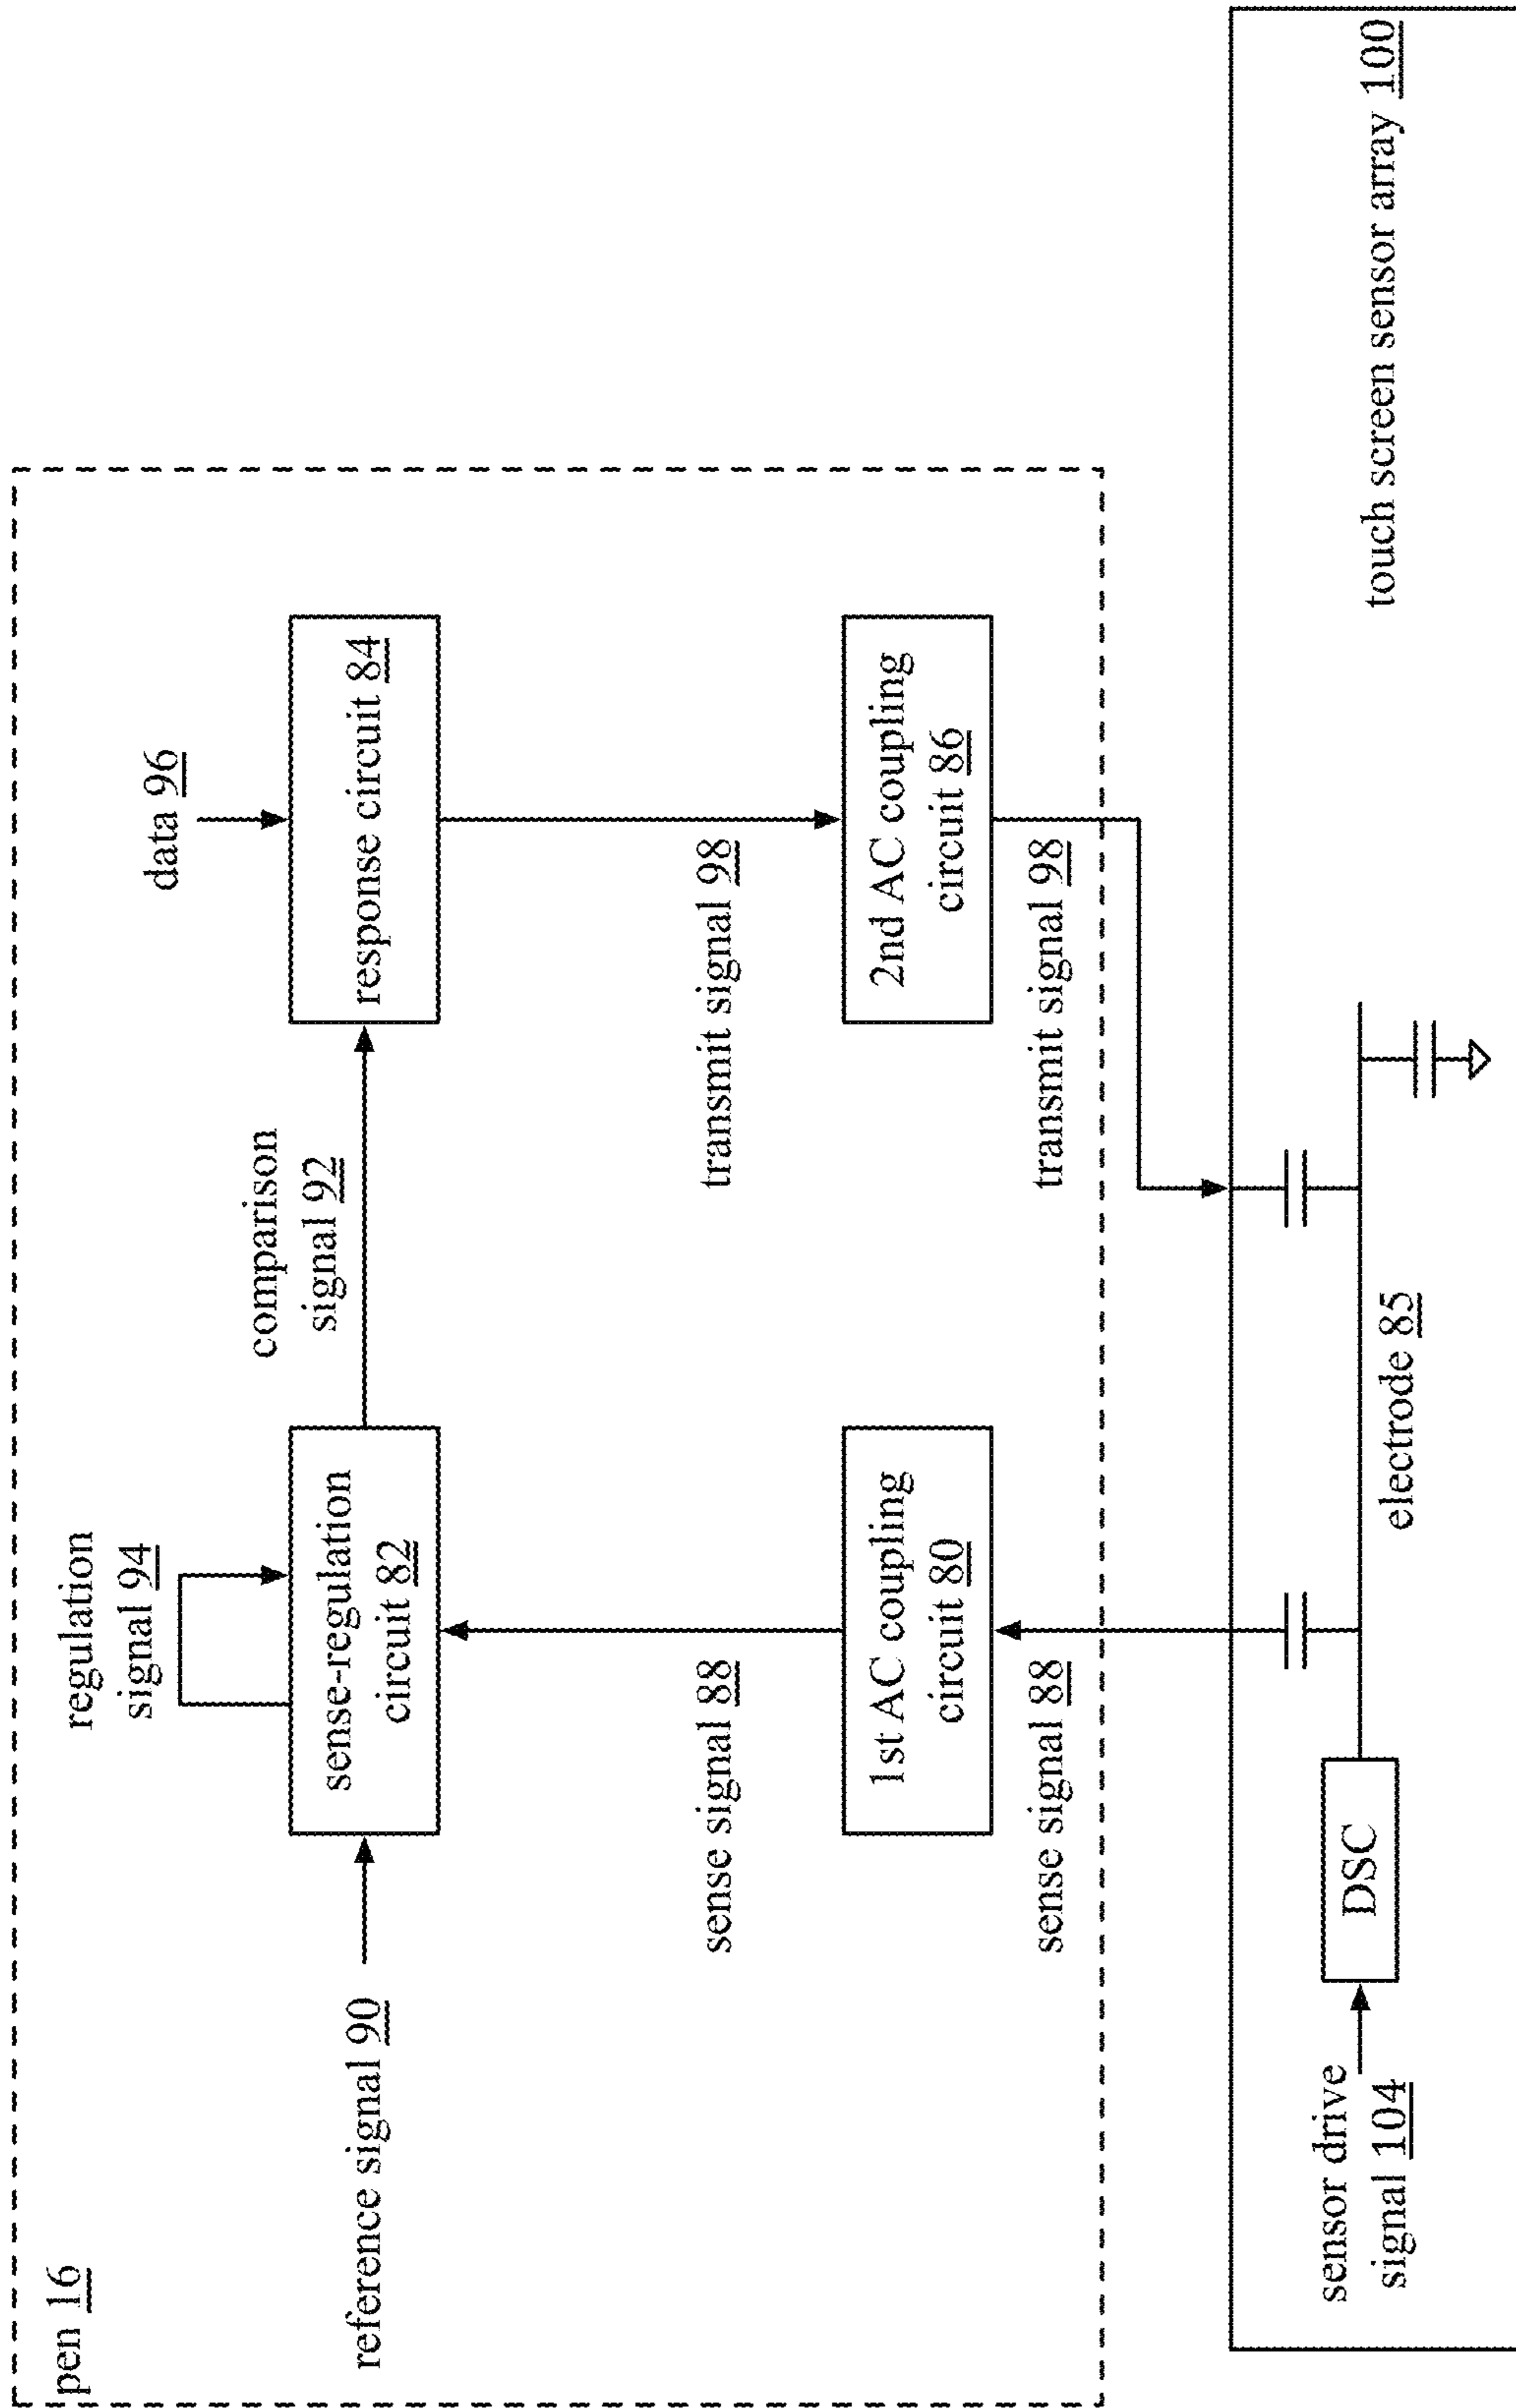 pen 16
regulation
signal 94
data 96
reference signal 90
sense-regulation
circuit 82
comparison
signal 92
response circuit 84
sense signal 88
transmit signal 98
1st AC coupling
circuit 80
2nd AC coupling
circuit 86
sense signal 88
transmit signal 98
sensor drive
signal 104
DSC
electrode 85
touch screen sensor array 100